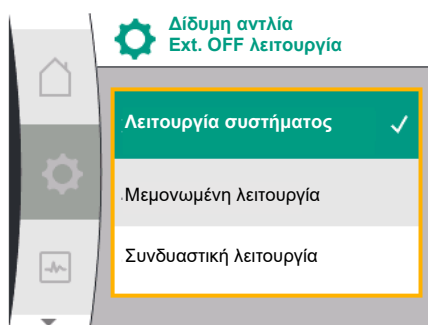 Δίδυμη αντλία
Ext. OFF λειτουργία
Λειτουργία συστήματος
Μεμονωμένη λειτουργία
Συνδυαστική λειτουργία